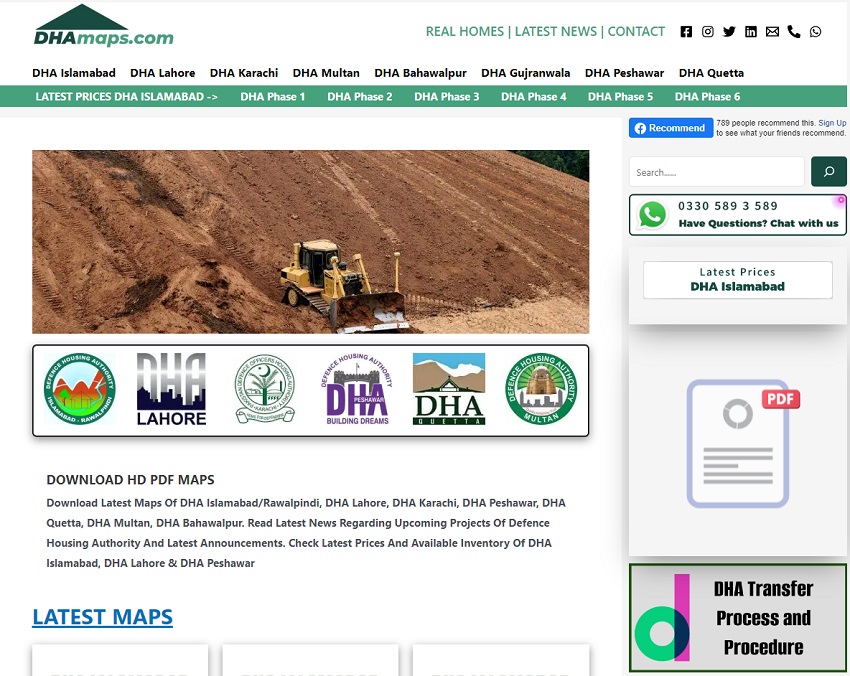 DHAmaps.com
REAL HOMES | LATEST NEWS | CONTACT
DHA Islamabad DHA Lahore DHA Karachi DHA Multan DHA Bahawalpur DHA Gujranwala DHA Peshawar DHA Quetta
LATEST PRICES DHA ISLAMABAD -> DHA Phase 1 DHA Phase 2 DHA Phase 3 DHA Phase 4 DHA Phase 5 DHA Phase 6
Recommend
789 people recommend this. Sign Up
to see what your friends recommend.
Search......
0330 589 3 589
Have Questions? Chat with us
Latest Prices
DHA Islamabad
DEFENCE HOUSING AUTHORITY
ISLAMABAD - RAWALPINDI
DHA
LAHORE
DEFENCE HOUSING AUTHORITY
DHA
PESHAWAR
BUILDING DREAMS
DHA
QUETTA
DEFENCE HOUSING AUTHORITY
MULTAN
PDF
DOWNLOAD HD PDF MAPS
Download Latest Maps Of DHA Islamabad/Rawalpindi, DHA Lahore, DHA Karachi, DHA Peshawar, DHA
Quetta, DHA Multan, DHA Bahawalpur. Read Latest News Regarding Upcoming Projects Of Defence
Housing Authority And Latest Announcements. Check Latest Prices And Available Inventory Of DHA
Islamabad, DHA Lahore & DHA Peshawar
DHA Transfer
Process and
Procedure
LATEST MAPS